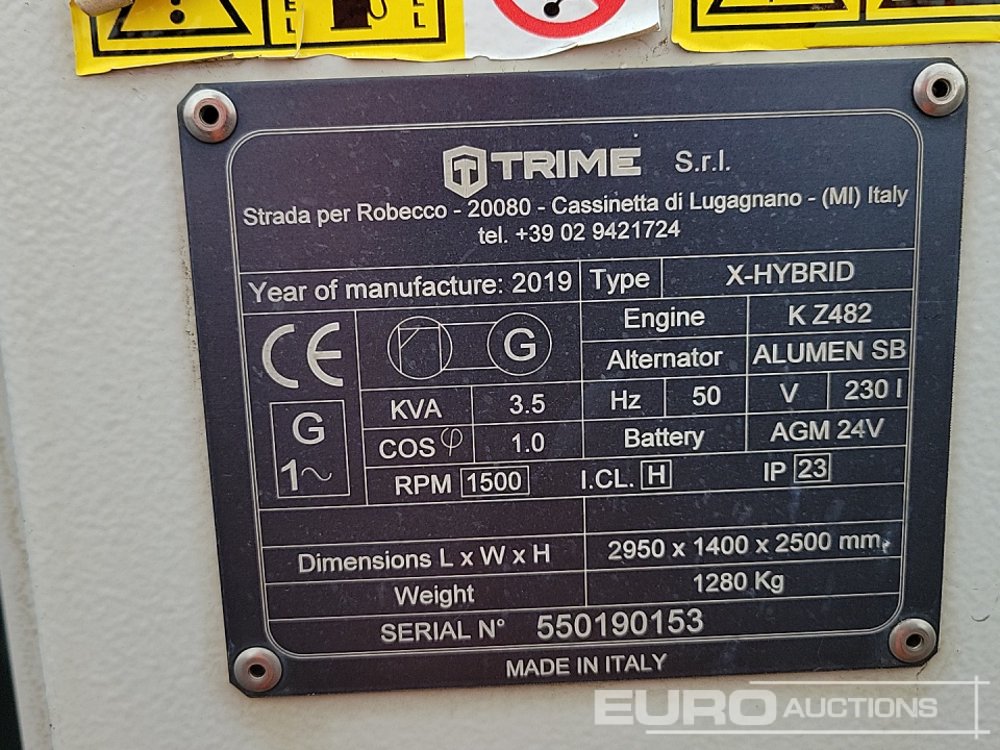 TRIME S.r.l.
Strada per Robecco - 20080 - Cassinetta di Lugagnano - (MI) Italy
tel. +39 02 9421724
Year of manufacture: 2019 Type X-HYBRID
Engine K Z482
CE G
Alternator ALUMEN SB
KVA 3.5 Hz 50 V 230 I
G
COS φ 1.0 Battery AGM 24V
1~
RPM 1500 I.CL. H IP 23
Dimensions L x W x H 2950 x 1400 x 2500 mm.
Weight 1280 Kg
SERIAL N° 550190153
MADE IN ITALY
EURO AUCTIONS